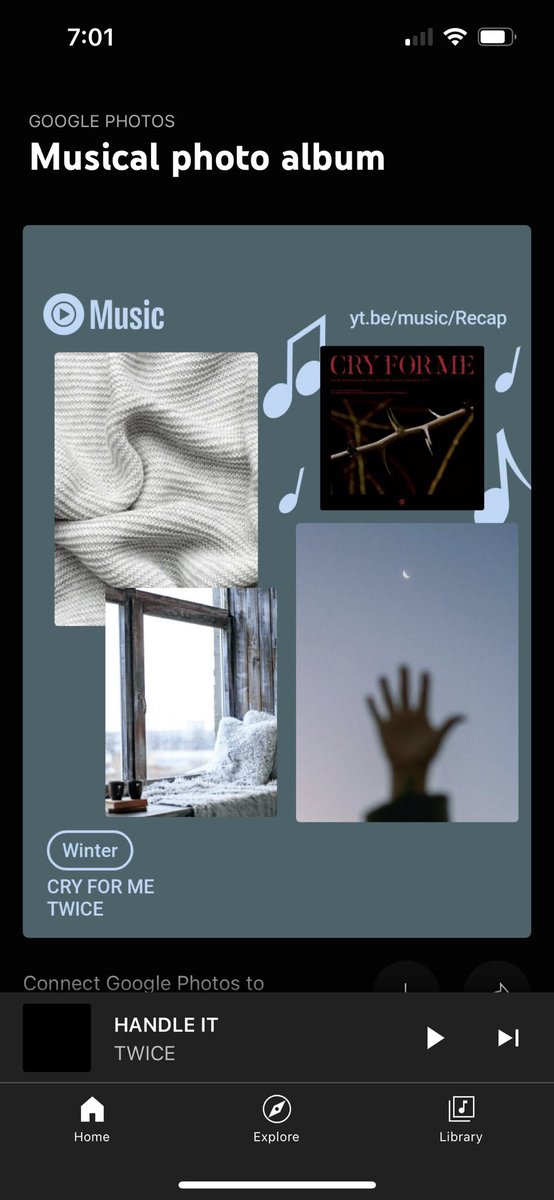 7:01
GOOGLE PHOTOS
Musical photo album
Music
yt.be/music/Recap
CRY FOR ME
Winter
CRY FOR ME
TWICE
Connect Google Photos to
HANDLE IT
TWICE
Home
Explore
Library